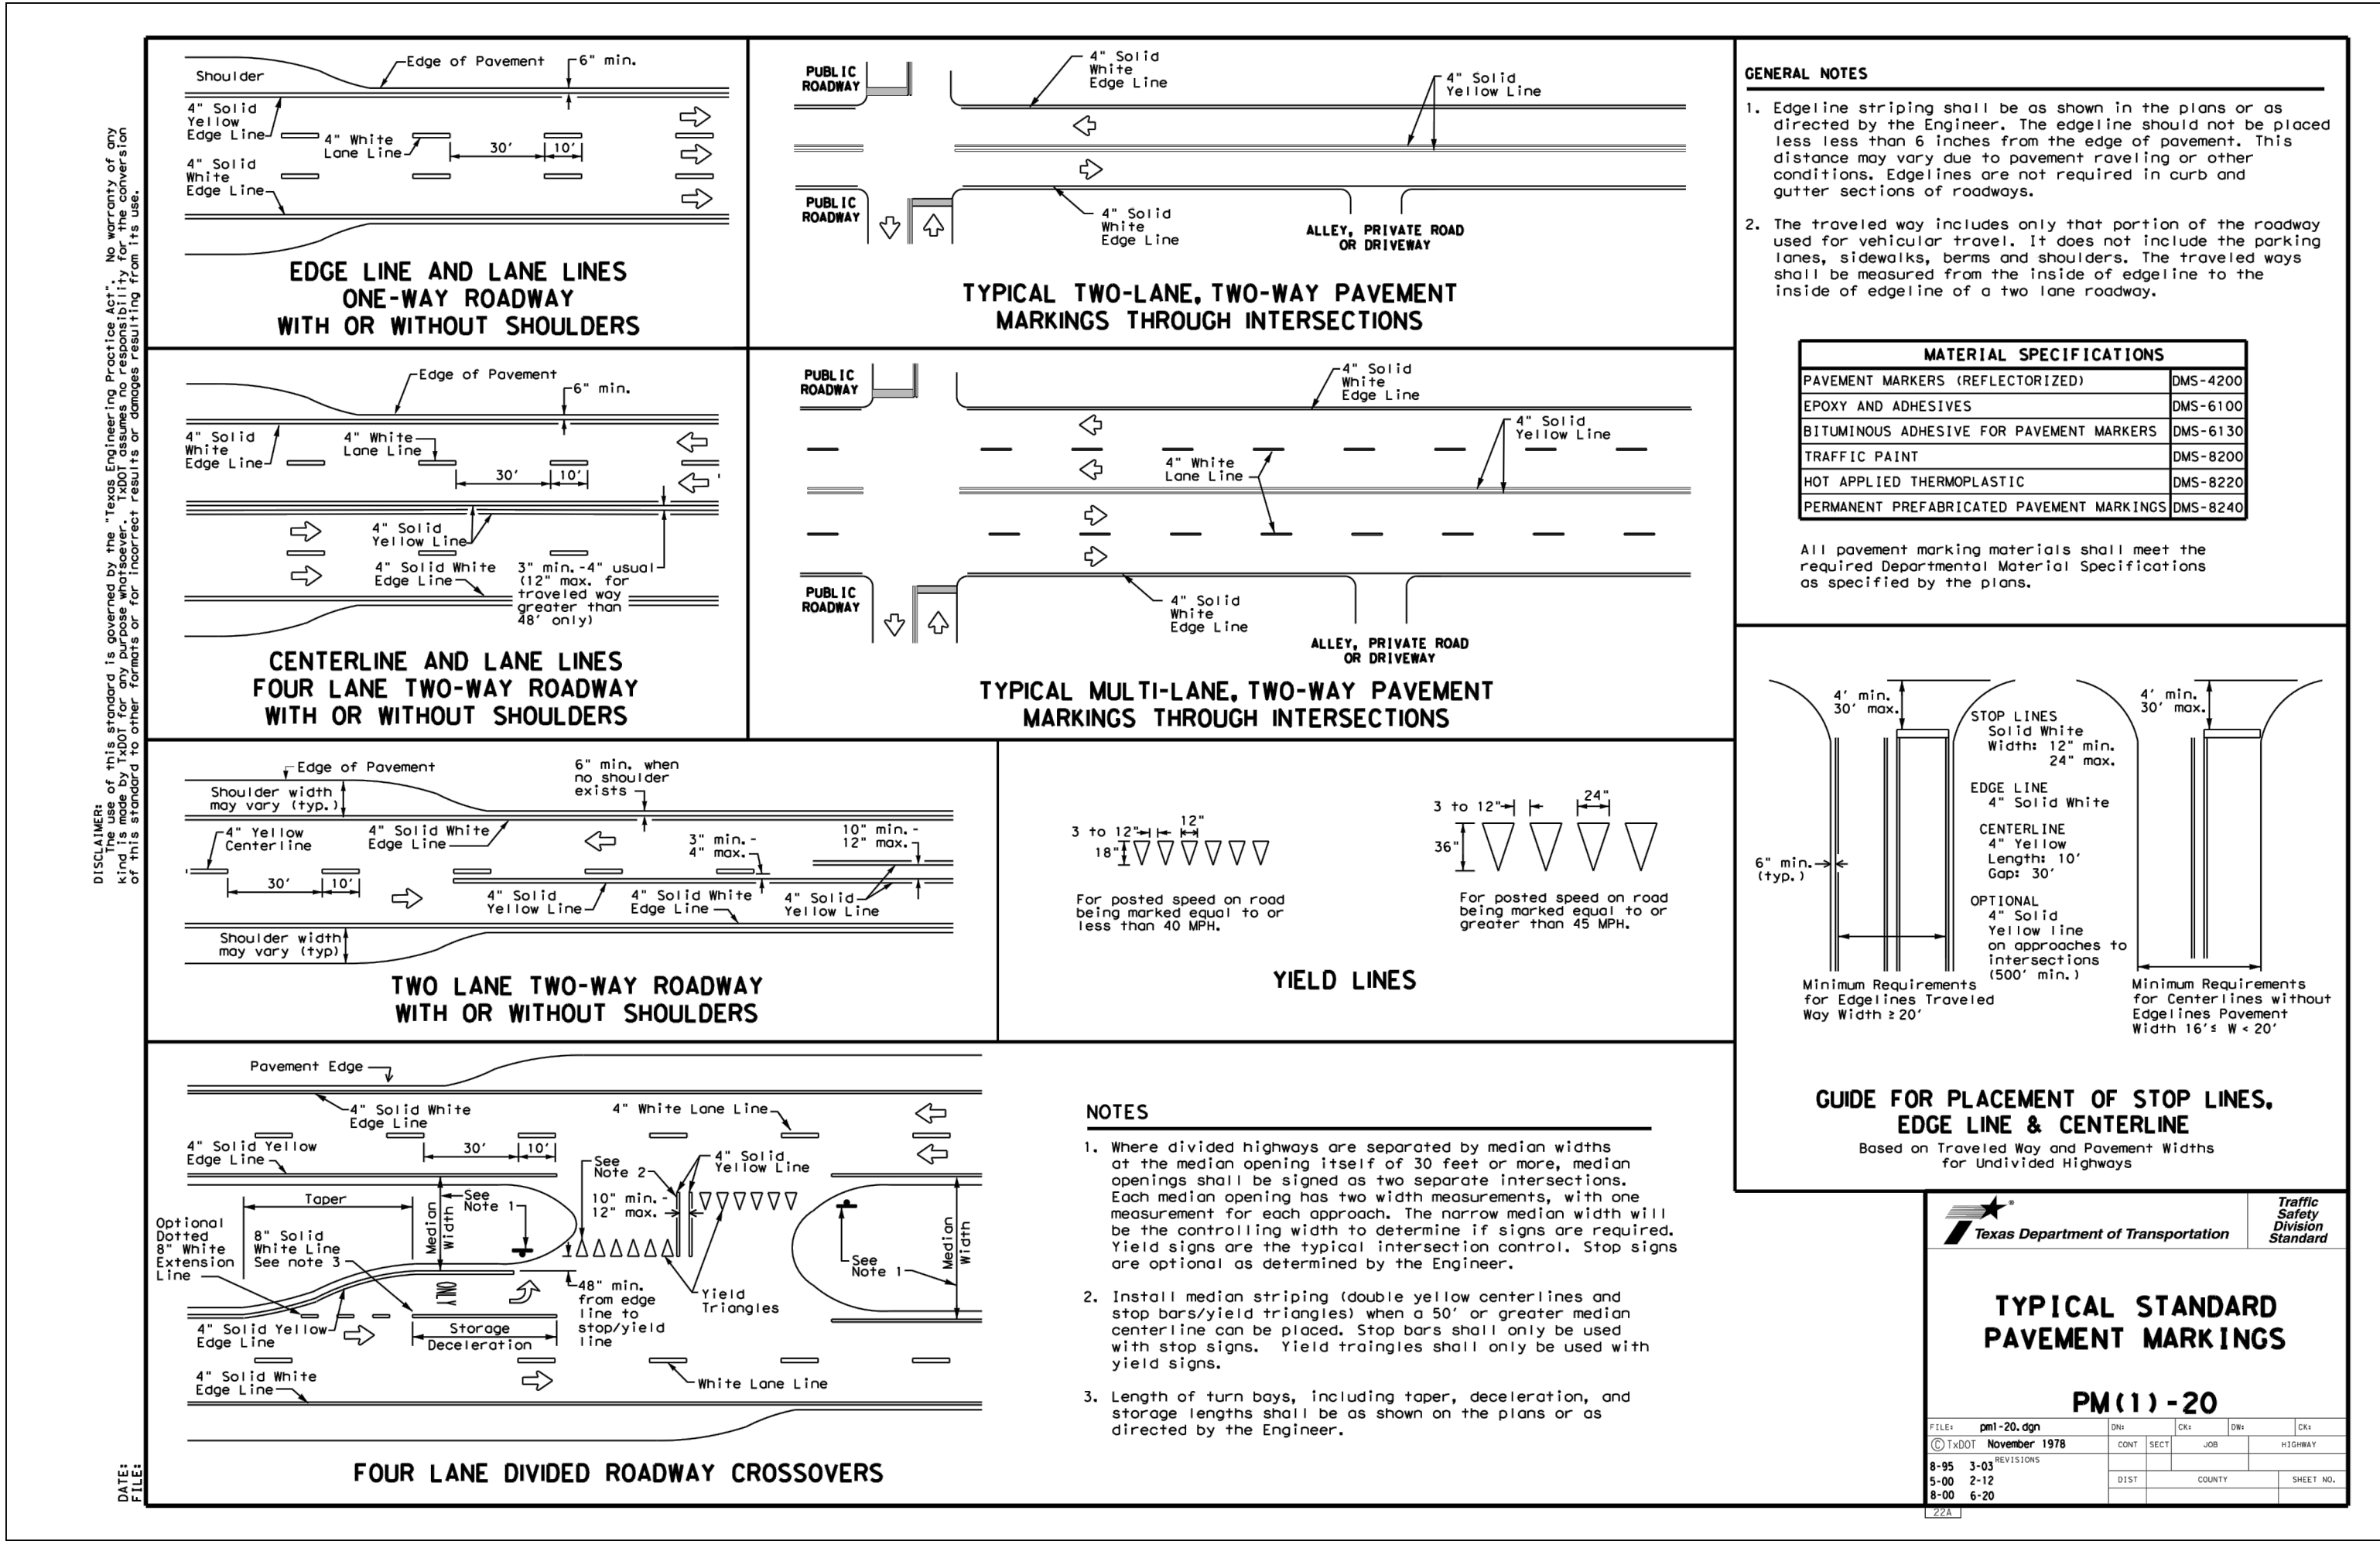 DISCLAIMER:
The use of this standard is governed by the "Texas Engineering Practice Act". No warranty of any
kind is made by TxDOT for any purpose whatsoever. TxDOT assumes no responsibility for the conversion
of this standard to other formats or for incorrect results or damages resulting from its use.
DATE:
FILE:
Shoulder
Edge of Pavement
6" min.
4" Solid
Yellow
Edge Line
4" White
Lane Line
30'
10'
4" Solid
White
Edge Line
EDGE LINE AND LANE LINES
ONE-WAY ROADWAY
WITH OR WITHOUT SHOULDERS
PUBLIC
ROADWAY
4" Solid
White
Edge Line
4" Solid
Yellow Line
PUBLIC
ROADWAY
4" Solid
White
Edge Line
ALLEY, PRIVATE ROAD
OR DRIVEWAY
TYPICAL TWO-LANE, TWO-WAY PAVEMENT
MARKINGS THROUGH INTERSECTIONS
Edge of Pavement
6" min.
4" Solid
White
Edge Line
4" White
Lane Line
30'
10'
4" Solid
Yellow Line
4" Solid White
Edge Line
3" min.-4" usual
(12" max. for
traveled way
greater than
48' only)
CENTERLINE AND LANE LINES
FOUR LANE TWO-WAY ROADWAY
WITH OR WITHOUT SHOULDERS
PUBLIC
ROADWAY
4" Solid
White
Edge Line
4" Solid
Yellow Line
4" White
Lane Line
PUBLIC
ROADWAY
4" Solid
White
Edge Line
ALLEY, PRIVATE ROAD
OR DRIVEWAY
TYPICAL MULTI-LANE, TWO-WAY PAVEMENT
MARKINGS THROUGH INTERSECTIONS
Edge of Pavement
Shoulder width
may vary (typ.)
6" min. when
no shoulder
exists
4" Yellow
Centerline
4" Solid White
Edge Line
3" min.-
4" max.
10" min.-
12" max.
30'
10'
4" Solid
Yellow Line
4" Solid White
Edge Line
4" Solid
Yellow Line
Shoulder width
may vary (typ)
TWO LANE TWO-WAY ROADWAY
WITH OR WITHOUT SHOULDERS
3 to 12"
12"
18"
For posted speed on road
being marked equal to or
less than 40 MPH.
3 to 12"
24"
36"
For posted speed on road
being marked equal to or
greater than 45 MPH.
YIELD LINES
Pavement Edge
4" Solid White
Edge Line
4" White Lane Line
4" Solid Yellow
Edge Line
30'
10'
See
Note 2
4" Solid
Yellow Line
Taper
Median
Width
See
Note 1
10" min.-
12" max.
Optional
Dotted
8" White
Extension
Line
8" Solid
White Line
See note 3
See
Note 1
Median
Width
ONLY
48" min.
from edge
line to
stop/yield
line
Yield
Triangles
4" Solid Yellow
Edge Line
Storage
Deceleration
4" Solid White
Edge Line
White Lane Line
FOUR LANE DIVIDED ROADWAY CROSSOVERS
NOTES
1. Where divided highways are separated by median widths
at the median opening itself of 30 feet or more, median
openings shall be signed as two separate intersections.
Each median opening has two width measurements, with one
measurement for each approach. The narrow median width will
be the controlling width to determine if signs are required.
Yield signs are the typical intersection control. Stop signs
are optional as determined by the Engineer.
2. Install median striping (double yellow centerlines and
stop bars/yield triangles) when a 50' or greater median
centerline can be placed. Stop bars shall only be used
with stop signs. Yield traingles shall only be used with
yield signs.
3. Length of turn bays, including taper, deceleration, and
storage lengths shall be as shown on the plans or as
directed by the Engineer.
GENERAL NOTES
1. Edgeline striping shall be as shown in the plans or as
directed by the Engineer. The edgeline should not be placed
less less than 6 inches from the edge of pavement. This
distance may vary due to pavement raveling or other
conditions. Edgelines are not required in curb and
gutter sections of roadways.
2. The traveled way includes only that portion of the roadway
used for vehicular travel. It does not include the parking
lanes, sidewalks, berms and shoulders. The traveled ways
shall be measured from the inside of edgeline to the
inside of edgeline of a two lane roadway.
MATERIAL SPECIFICATIONS
PAVEMENT MARKERS (REFLECTORIZED) DMS-4200
EPOXY AND ADHESIVES DMS-6100
BITUMINOUS ADHESIVE FOR PAVEMENT MARKERS DMS-6130
TRAFFIC PAINT DMS-8200
HOT APPLIED THERMOPLASTIC DMS-8220
PERMANENT PREFABRICATED PAVEMENT MARKINGS DMS-8240
All pavement marking materials shall meet the
required Departmental Material Specifications
as specified by the plans.
4' min.
30' max.
STOP LINES
Solid White
Width: 12" min.
24" max.
EDGE LINE
4" Solid White
CENTERLINE
4" Yellow
Length: 10'
Gap: 30'
OPTIONAL
4" Solid
Yellow line
on approaches to
intersections
(500' min.)
6" min.
(typ.)
4' min.
30' max.
Minimum Requirements
for Edgelines Traveled
Way Width ≥20'
Minimum Requirements
for Centerlines without
Edgelines Pavement
Width 16'≤ W < 20'
GUIDE FOR PLACEMENT OF STOP LINES,
EDGE LINE & CENTERLINE
Based on Traveled Way and Pavement Widths
for Undivided Highways
®
Texas Department of Transportation
Traffic
Safety
Division
Standard
TYPICAL STANDARD
PAVEMENT MARKINGS
PM(1)-20
FILE: pm1-20.dgn DN: CK: DW: CK:
© TxDOT November 1978 CONT SECT JOB HIGHWAY
REVISIONS
8-95 3-03
5-00 2-12 DIST COUNTY SHEET NO.
8-00 6-20
22A